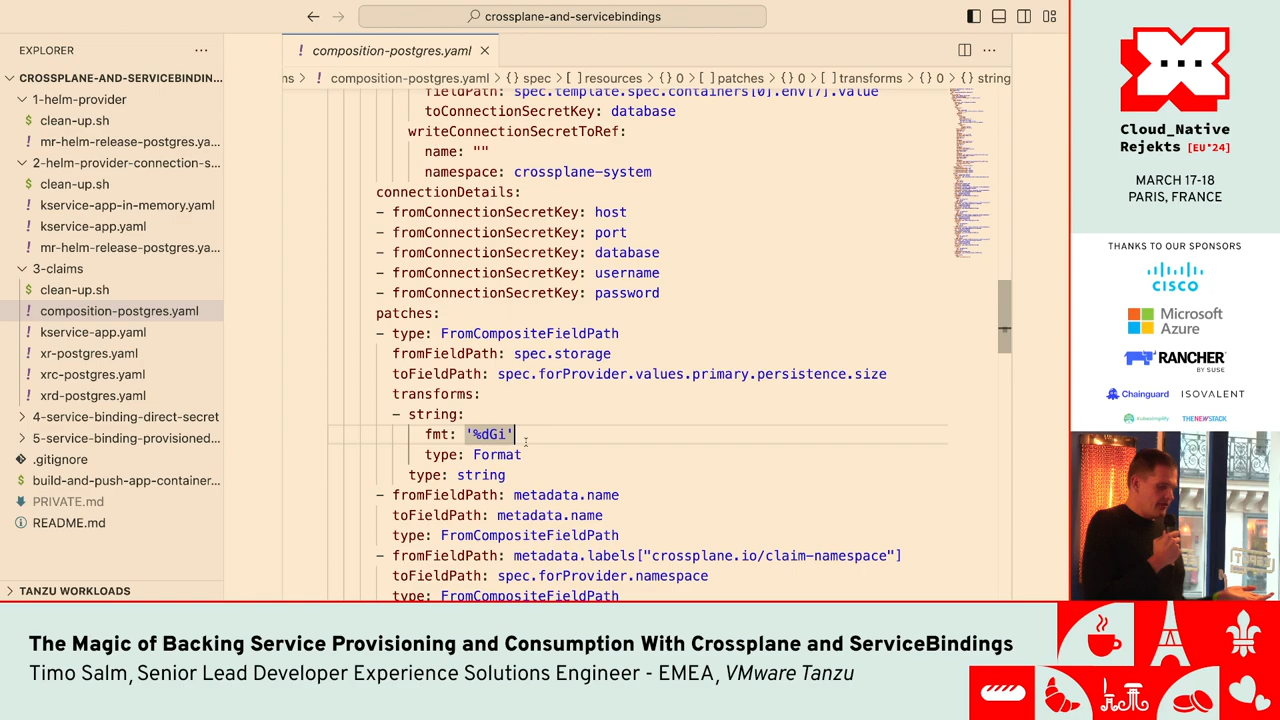 crossplane-and-servicebindings
EXPLORER
CROSSPLANE-AND-SERVICEBINDIN...
1-helm-provider
$ clean-up.sh
! mr-helm-release-postgres.ya...
2-helm-provider-connection-s...
$ clean-up.sh
! kservice-app-in-memory.yaml
! kservice-app.yaml
! mr-helm-release-postgres.ya...
3-claims
$ clean-up.sh
! composition-postgres.yaml
! kservice-app.yaml
! xr-postgres.yaml
! xrc-postgres.yaml
! xrd-postgres.yaml
4-service-binding-direct-secret
5-service-binding-provisioned...
.gitignore
$ build-and-push-app-container...
PRIVATE.md
README.md
TANZU WORKLOADS
! composition-postgres.yaml
ns > ! composition-postgres.yaml > {} spec > [ ] resources > {} 0 > [ ] patches > {} 0 > [ ] transforms > {} 0 > {} string
fieldPath: spec.template.spec.containers[0].env[7].value
toConnectionSecretKey: database
writeConnectionSecretToRef:
name: ""
namespace: crossplane-system
connectionDetails:
- fromConnectionSecretKey: host
- fromConnectionSecretKey: port
- fromConnectionSecretKey: database
- fromConnectionSecretKey: username
- fromConnectionSecretKey: password
patches:
- type: FromCompositeFieldPath
fromFieldPath: spec.storage
toFieldPath: spec.forProvider.values.primary.persistence.size
transforms:
- string:
fmt: '%dGi'
type: Format
type: string
- fromFieldPath: metadata.name
toFieldPath: metadata.name
type: FromCompositeFieldPath
- fromFieldPath: metadata.labels["crossplane.io/claim-namespace"]
toFieldPath: spec.forProvider.namespace
type: FromCompositeFieldPath
Cloud_Native
Rejekts [EU'24]
MARCH 17-18
PARIS, FRANCE
THANKS TO OUR SPONSORS
CISCO
Microsoft
Azure
RANCHER
BY SUSE
Chainguard
ISOVALENT
kubesimplify
THENEWSTACK
The Magic of Backing Service Provisioning and Consumption With Crossplane and ServiceBindings
Timo Salm, Senior Lead Developer Experience Solutions Engineer - EMEA, VMware Tanzu